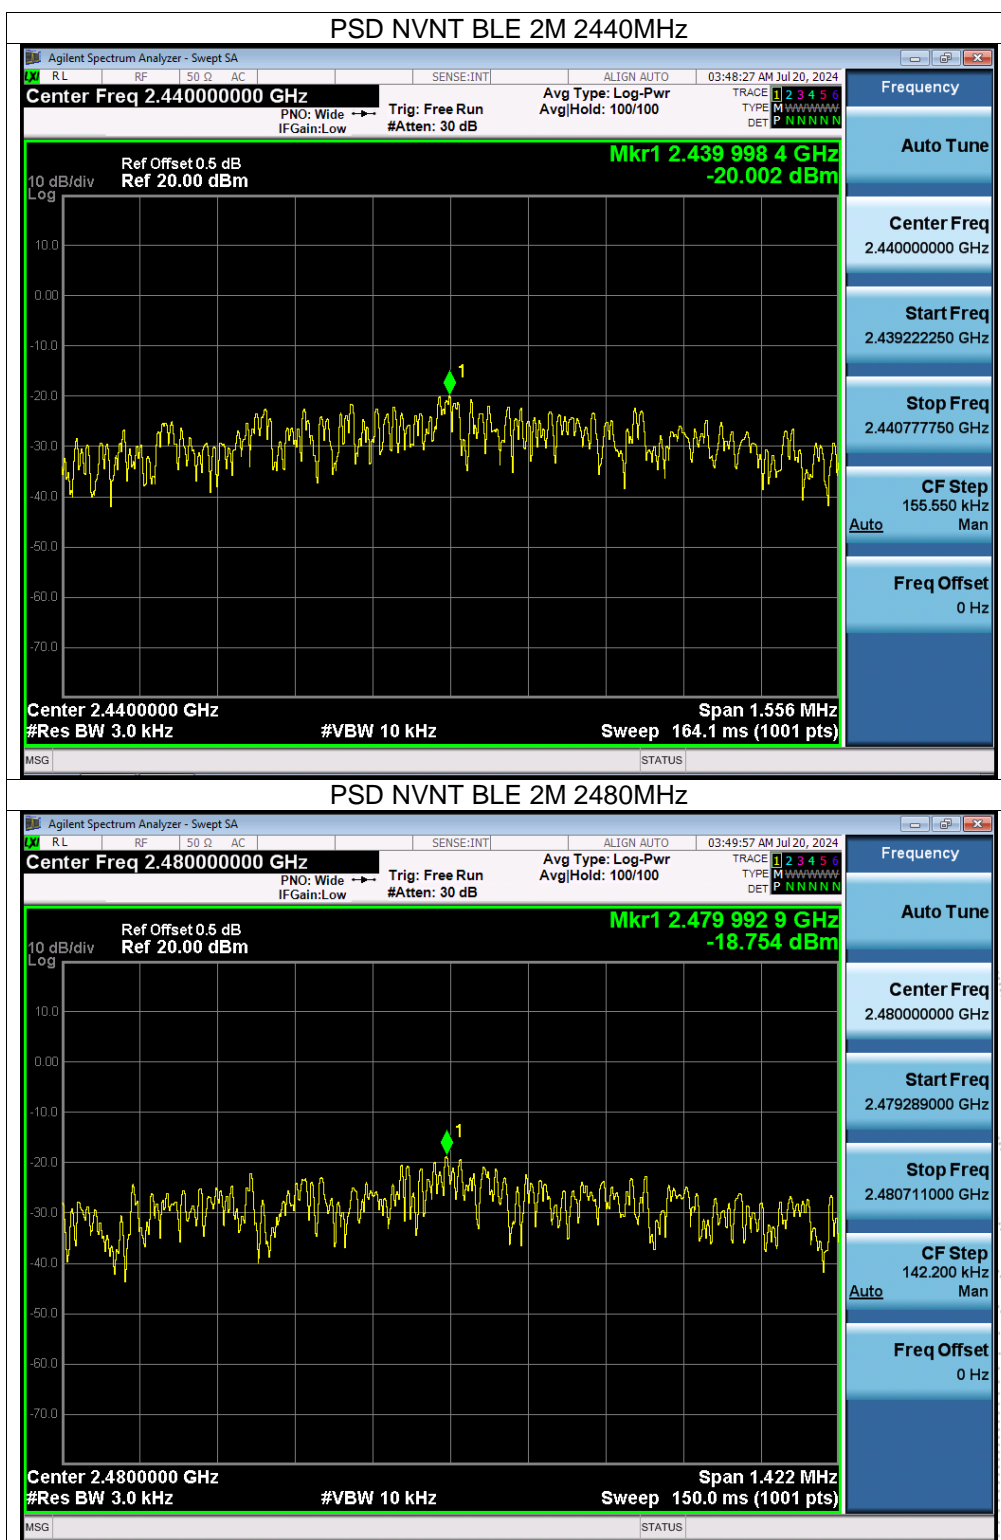 PSD NVNT BLE 2M 2440MHz
Agilent Spectrum Analyzer - Swept SA
LXI RL RF 50 Ω AC SENSE:INT ALIGN AUTO 03:48:27 AM Jul 20, 2024
Center Freq 2.440000000 GHz
PNO: Wide
IFGain:Low
Trig: Free Run
#Atten: 30 dB
Avg Type: Log-Pwr
Avg|Hold: 100/100
TRACE 1 2 3 4 5 6
TYPE M WWWWW
DET P N N N N N
Ref Offset 0.5 dB
10 dB/div Ref 20.00 dBm
Log
Mkr1 2.439 998 4 GHz
-20.002 dBm
10.0
0.00
-10.0
-20.0
-30.0
-40.0
-50.0
-60.0
-70.0
1
Center 2.4400000 GHz Span 1.556 MHz
#Res BW 3.0 kHz #VBW 10 kHz Sweep 164.1 ms (1001 pts)
MSG STATUS
Frequency
Auto Tune
Center Freq
2.440000000 GHz
Start Freq
2.439222250 GHz
Stop Freq
2.440777750 GHz
CF Step
155.550 kHz
Auto Man
Freq Offset
0 Hz
PSD NVNT BLE 2M 2480MHz
Agilent Spectrum Analyzer - Swept SA
LXI RL RF 50 Ω AC SENSE:INT ALIGN AUTO 03:49:57 AM Jul 20, 2024
Center Freq 2.480000000 GHz
PNO: Wide
IFGain:Low
Trig: Free Run
#Atten: 30 dB
Avg Type: Log-Pwr
Avg|Hold: 100/100
TRACE 1 2 3 4 5 6
TYPE M WWWWW
DET P N N N N N
Ref Offset 0.5 dB
10 dB/div Ref 20.00 dBm
Log
Mkr1 2.479 992 9 GHz
-18.754 dBm
10.0
0.00
-10.0
-20.0
-30.0
-40.0
-50.0
-60.0
-70.0
1
Center 2.4800000 GHz Span 1.422 MHz
#Res BW 3.0 kHz #VBW 10 kHz Sweep 150.0 ms (1001 pts)
MSG STATUS
Frequency
Auto Tune
Center Freq
2.480000000 GHz
Start Freq
2.479289000 GHz
Stop Freq
2.480711000 GHz
CF Step
142.200 kHz
Auto Man
Freq Offset
0 Hz